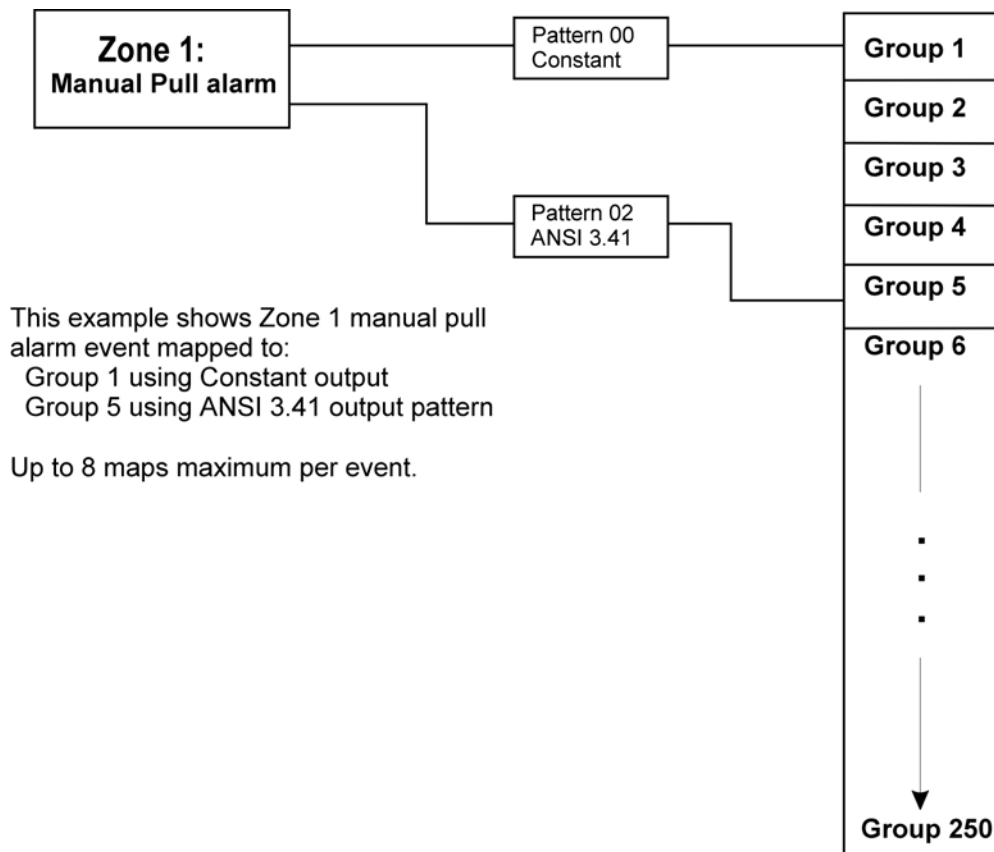 Zone 1:
Manual Pull alarm
Pattern 00
Constant
Pattern 02
ANSI 3.41
Group 1
Group 2
Group 3
Group 4
Group 5
Group 6
Group 250
This example shows Zone 1 manual pull
alarm event mapped to:
Group 1 using Constant output
Group 5 using ANSI 3.41 output pattern
Up to 8 maps maximum per event.